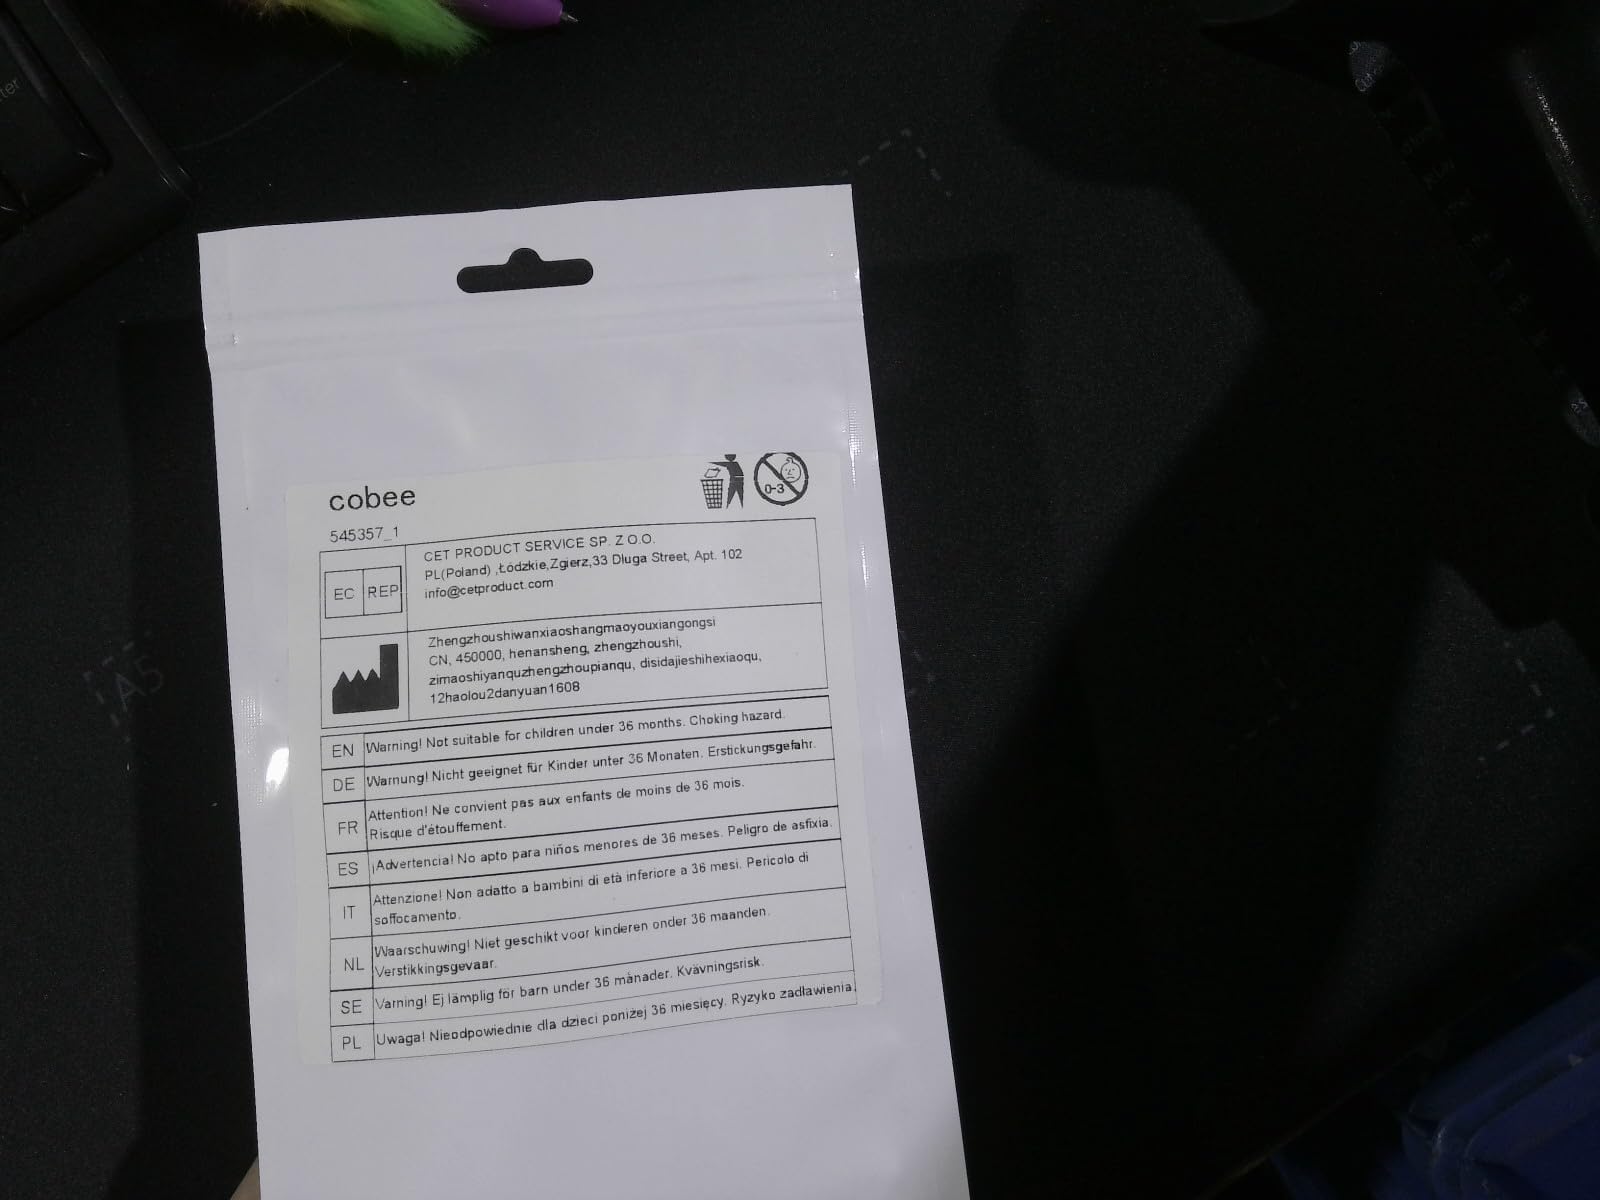 ter
A5
cobee
0-3
545357_1
EC REP
CET PRODUCT SERVICE SP. Z O.O.
PL(Poland) ,Łódzkie,Zgierz,33 Dluga Street, Apt. 102
info@cetproduct.com
Zhengzhoushiwanxiaoshangmaoyouxiangongsi
CN, 450000, henansheng, zhengzhoushi,
zimaoshiyanquzhengzhoupianqu, disidajieshihexiaoqu,
12haolou2danyuan1608
EN Warning! Not suitable for children under 36 months. Choking hazard.
DE Warnung! Nicht geeignet für Kinder unter 36 Monaten. Erstickungsgefahr.
FR Attention! Ne convient pas aux enfants de moins de 36 mois.
Risque d'étouffement.
ES ¡Advertencia! No apto para niños menores de 36 meses. Peligro de asfixia.
IT Attenzione! Non adatto a bambini di età inferiore a 36 mesi. Pericolo di
soffocamento.
NL Waarschuwing! Niet geschikt voor kinderen onder 36 maanden.
Verstikkingsgevaar.
SE Varning! Ej lämplig för barn under 36 månader. Kvävningsrisk.
PL Uwaga! Nieodpowiednie dla dzieci poniżej 36 miesięcy. Ryzyko zadławienia.